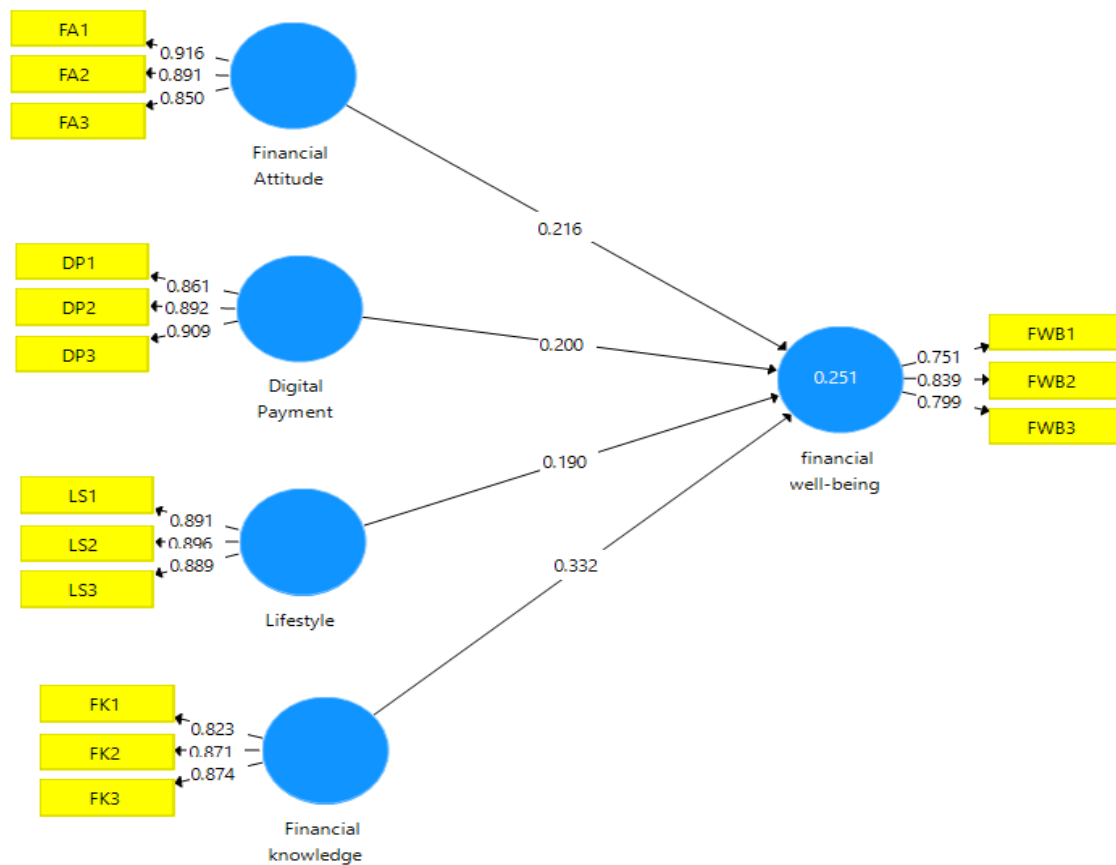 FA1
0.916
FA2
0.891
FA3
0.850
Financial
Attitude
0.216
DP1
0.861
DP2
0.892
DP3
0.909
Digital
Payment
0.200
LS1
0.891
LS2
0.896
LS3
0.889
Lifestyle
0.190
FK1
0.823
FK2
0.871
FK3
0.874
Financial
knowledge
0.332
0.251
financial
well-being
0.751
FWB1
0.839
FWB2
0.799
FWB3